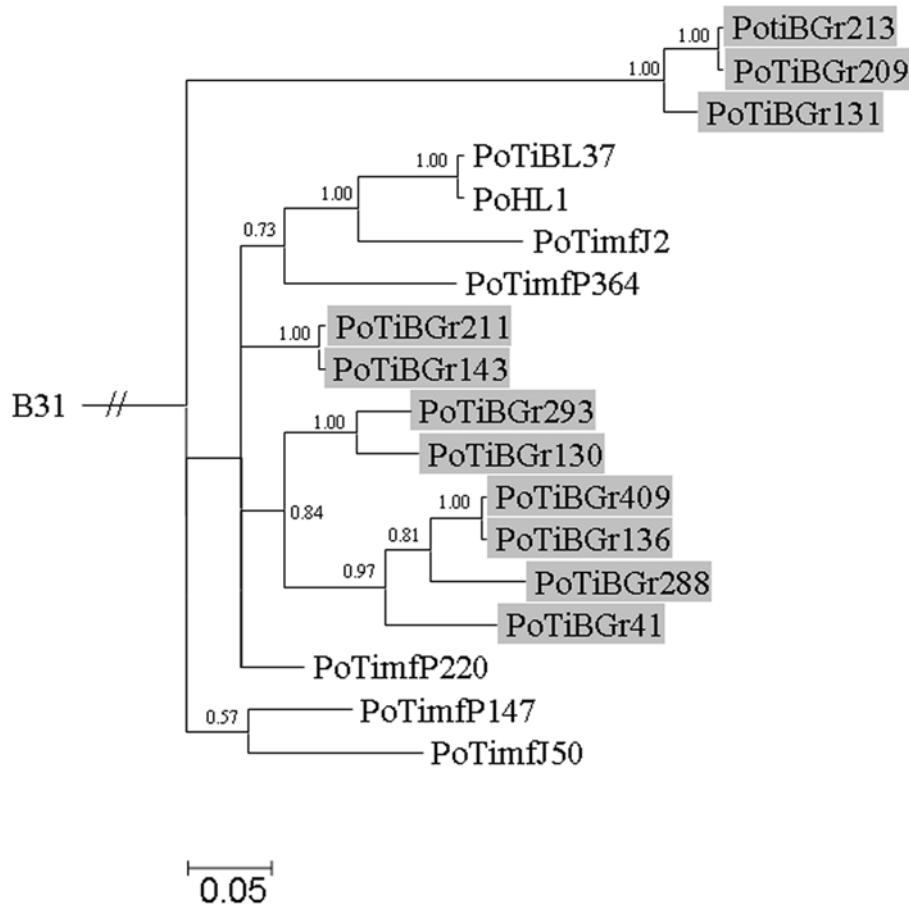 1.00
PotiBGr213
1.00
PoTiBGr209
PoTiBGr131
1.00
PoTiBL37
PoHL1
1.00
0.73
PoTimfJ2
PoTimfP364
1.00
PoTiBGr211
PoTiBGr143
B31
1.00
PoTiBGr293
PoTiBGr130
1.00
PoTiBGr409
0.84
0.81
PoTiBGr136
0.97
PoTiBGr288
PoTiBGr41
PoTimfP220
0.57
PoTimfP147
PoTimfJ50
0.05